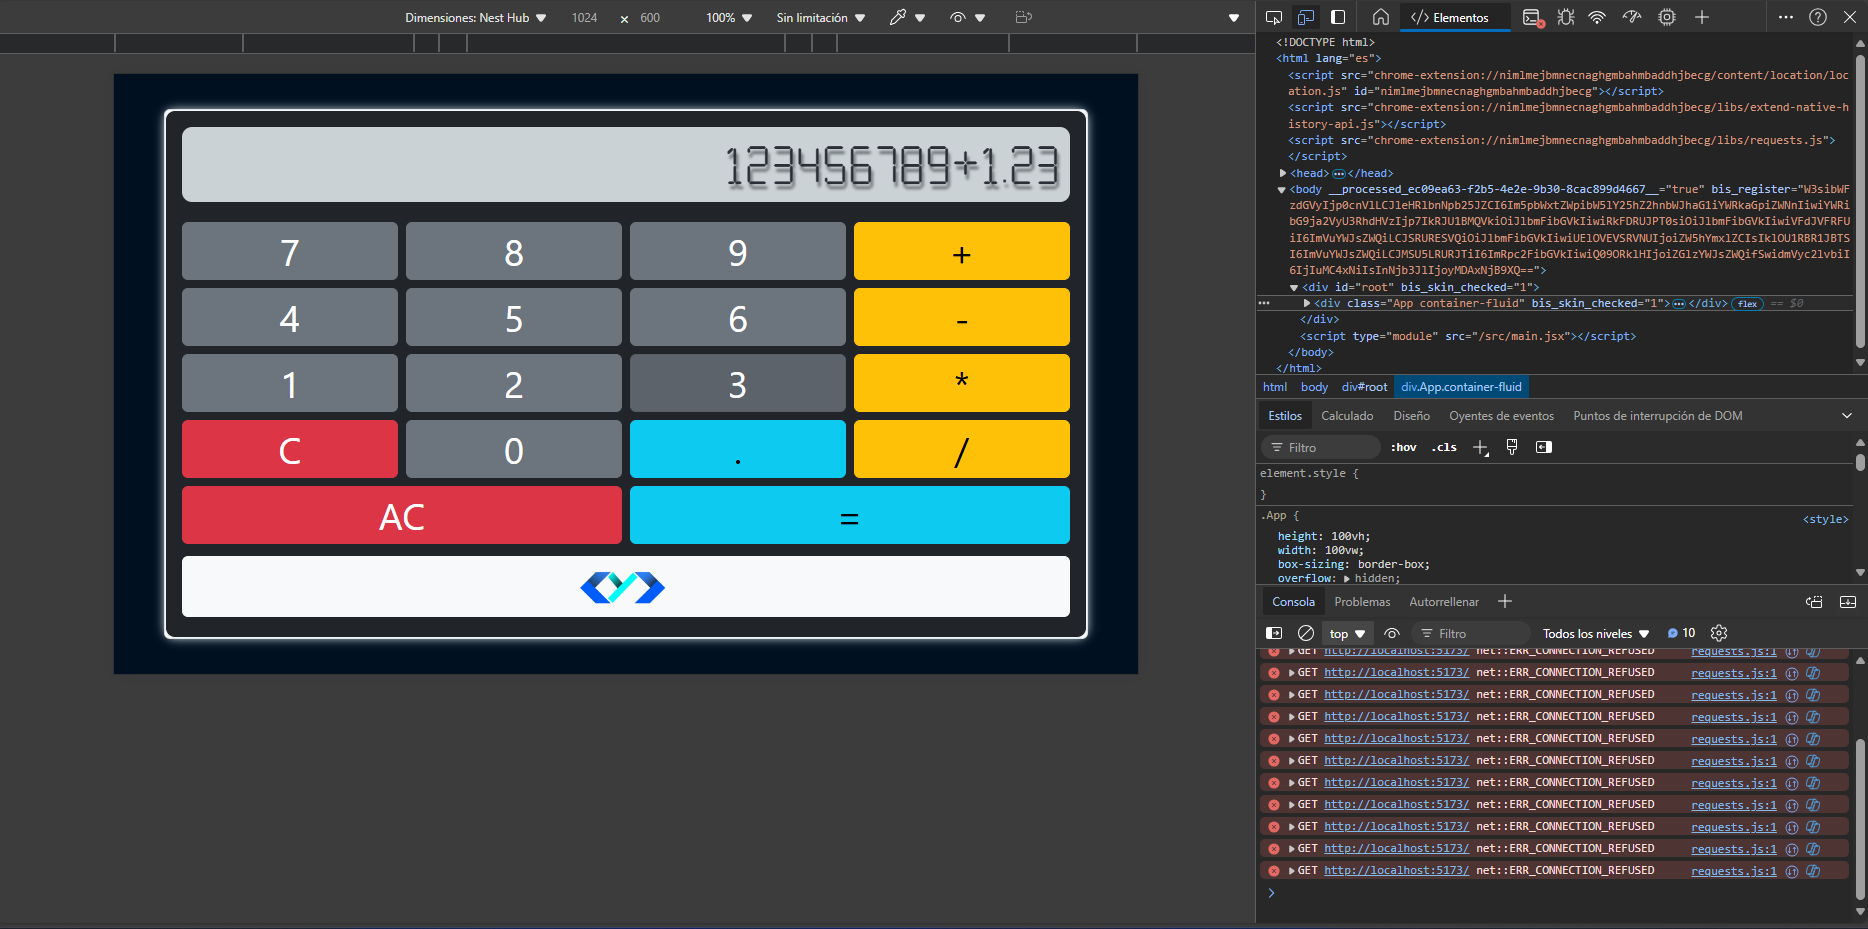 Dimensiones: Nest Hub 1024 × 600 100% Sin limitación
Elementos
123456789+1.23
7 8 9 +
4 5 6 -
1 2 3 *
C 0 . /
AC =
<!DOCTYPE html>
<html lang="es">
<script src="chrome-extension://nimlmejbmnecnaghgmbahmbaddhjbecg/content/location/loc
ation.js" id="nimlmejbmnecnaghgmbahmbaddhjbecg"></script>
<script src="chrome-extension://nimlmejbmnecnaghgmbahmbaddhjbecg/libs/extend-native-h
istory-api.js"></script>
<script src="chrome-extension://nimlmejbmnecnaghgmbahmbaddhjbecg/libs/requests.js">
</script>
<head></head>
<body __processed_ec09ea63-f2b5-4e2e-9b30-8cac899d4667__="true" bis_register="W3sibWF
<div id="root" bis_skin_checked="1">
<div class="App container-fluid" bis_skin_checked="1"></div> flex == $0
</div>
<script type="module" src="/src/main.jsx"></script>
</body>
</html>
html body div#root div.App.container-fluid
Estilos Calculado Diseño Oyentes de eventos Puntos de interrupción de DOM
Filtro :hov .cls
element.style {
}
.App { <style>
height: 100vh;
width: 100vw;
box-sizing: border-box;
overflow: hidden;
Consola Problemas Autorrellenar
top Filtro Todos los niveles 10
GET http://localhost:5173/ net::ERR_CONNECTION_REFUSED requests.js:1
GET http://localhost:5173/ net::ERR_CONNECTION_REFUSED requests.js:1
GET http://localhost:5173/ net::ERR_CONNECTION_REFUSED requests.js:1
GET http://localhost:5173/ net::ERR_CONNECTION_REFUSED requests.js:1
GET http://localhost:5173/ net::ERR_CONNECTION_REFUSED requests.js:1
GET http://localhost:5173/ net::ERR_CONNECTION_REFUSED requests.js:1
GET http://localhost:5173/ net::ERR_CONNECTION_REFUSED requests.js:1
GET http://localhost:5173/ net::ERR_CONNECTION_REFUSED requests.js:1
GET http://localhost:5173/ net::ERR_CONNECTION_REFUSED requests.js:1
GET http://localhost:5173/ net::ERR_CONNECTION_REFUSED requests.js:1
GET http://localhost:5173/ net::ERR_CONNECTION_REFUSED requests.js:1